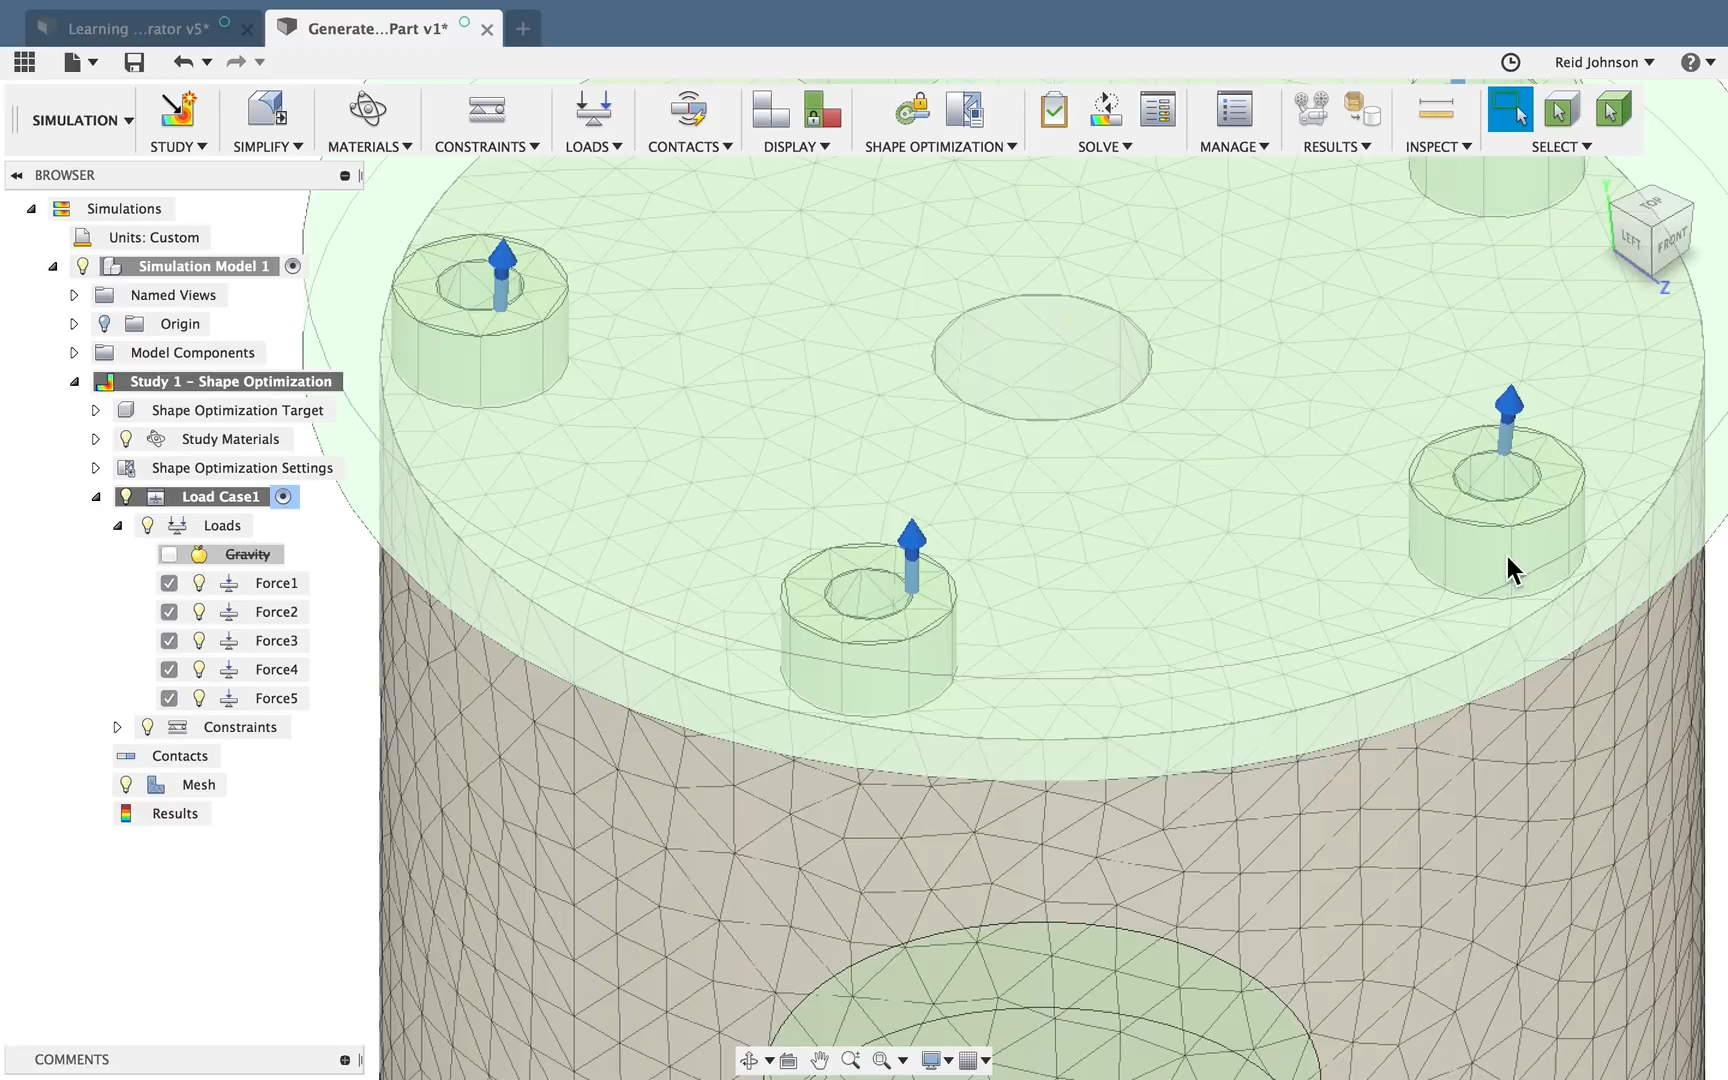 Learning ...rator v5*
Generate...Part v1*
Reid Johnson
SIMULATION
STUDY
SIMPLIFY
MATERIALS
CONSTRAINTS
LOADS
CONTACTS
DISPLAY
SHAPE OPTIMIZATION
SOLVE
MANAGE
RESULTS
INSPECT
SELECT
BROWSER
Simulations
Units: Custom
Simulation Model 1
Named Views
Origin
Model Components
Study 1 - Shape Optimization
Shape Optimization Target
Study Materials
Shape Optimization Settings
Load Case1
Loads
Gravity
Force1
Force2
Force3
Force4
Force5
Constraints
Contacts
Mesh
Results
Y
TOP
LEFT
FRONT
Z
COMMENTS